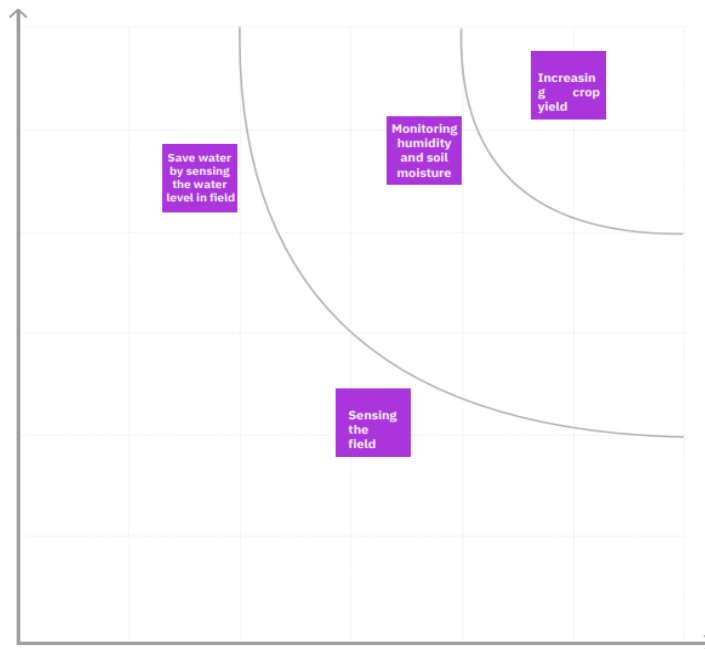 Increasin
g crop
yield
Monitoring
humidity
and soil
moisture
Save water
by sensing
the water
level in field
Sensing
the
field